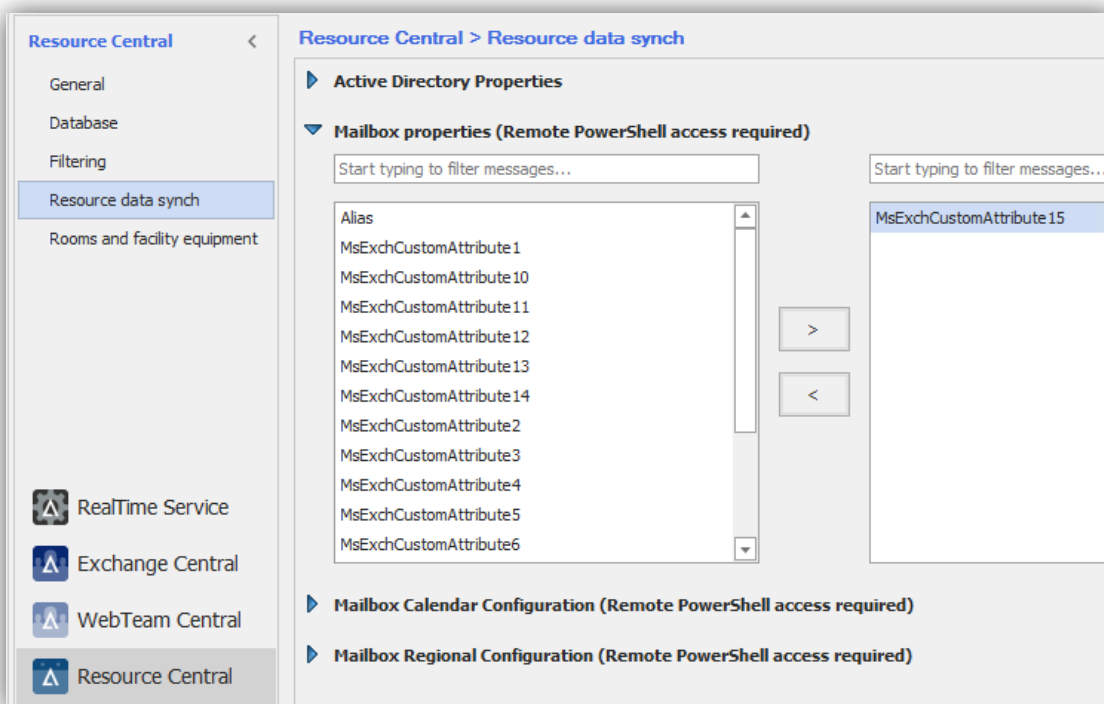 Resource Central <
General
Database
Filtering
Resource data synch
Rooms and facility equipment
RealTime Service
Exchange Central
WebTeam Central
Resource Central
Resource Central > Resource data synch
Active Directory Properties
Mailbox properties (Remote PowerShell access required)
Start typing to filter messages...
Alias
MsExchCustomAttribute1
MsExchCustomAttribute10
MsExchCustomAttribute11
MsExchCustomAttribute12
MsExchCustomAttribute13
MsExchCustomAttribute14
MsExchCustomAttribute2
MsExchCustomAttribute3
MsExchCustomAttribute4
MsExchCustomAttribute5
MsExchCustomAttribute6
>
<
Start typing to filter messages...
MsExchCustomAttribute15
Mailbox Calendar Configuration (Remote PowerShell access required)
Mailbox Regional Configuration (Remote PowerShell access required)